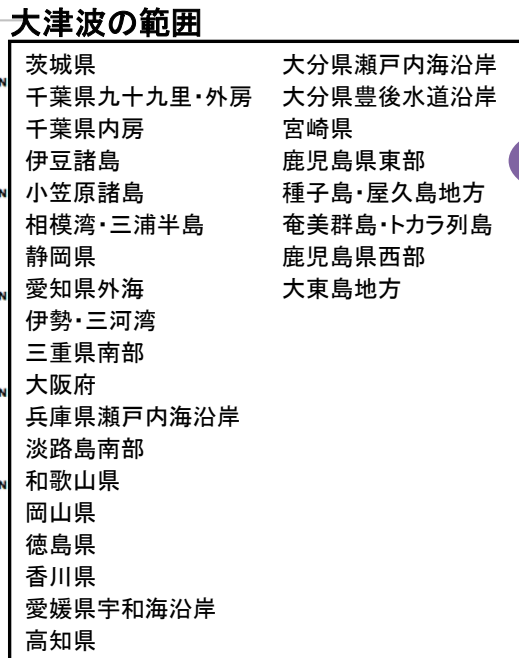 大津波の範囲
茨城県
千葉県九十九里・外房
千葉県内房
伊豆諸島
小笠原諸島
相模湾・三浦半島
静岡県
愛知県外海
伊勢・三河湾
三重県南部
大阪府
兵庫県瀬戸内海沿岸
淡路島南部
和歌山県
岡山県
徳島県
香川県
愛媛県宇和海沿岸
高知県
大分県瀬戸内海沿岸
大分県豊後水道沿岸
宮崎県
鹿児島県東部
種子島・屋久島地方
奄美群島・トカラ列島
鹿児島県西部
大東島地方
N
N
N
N
N